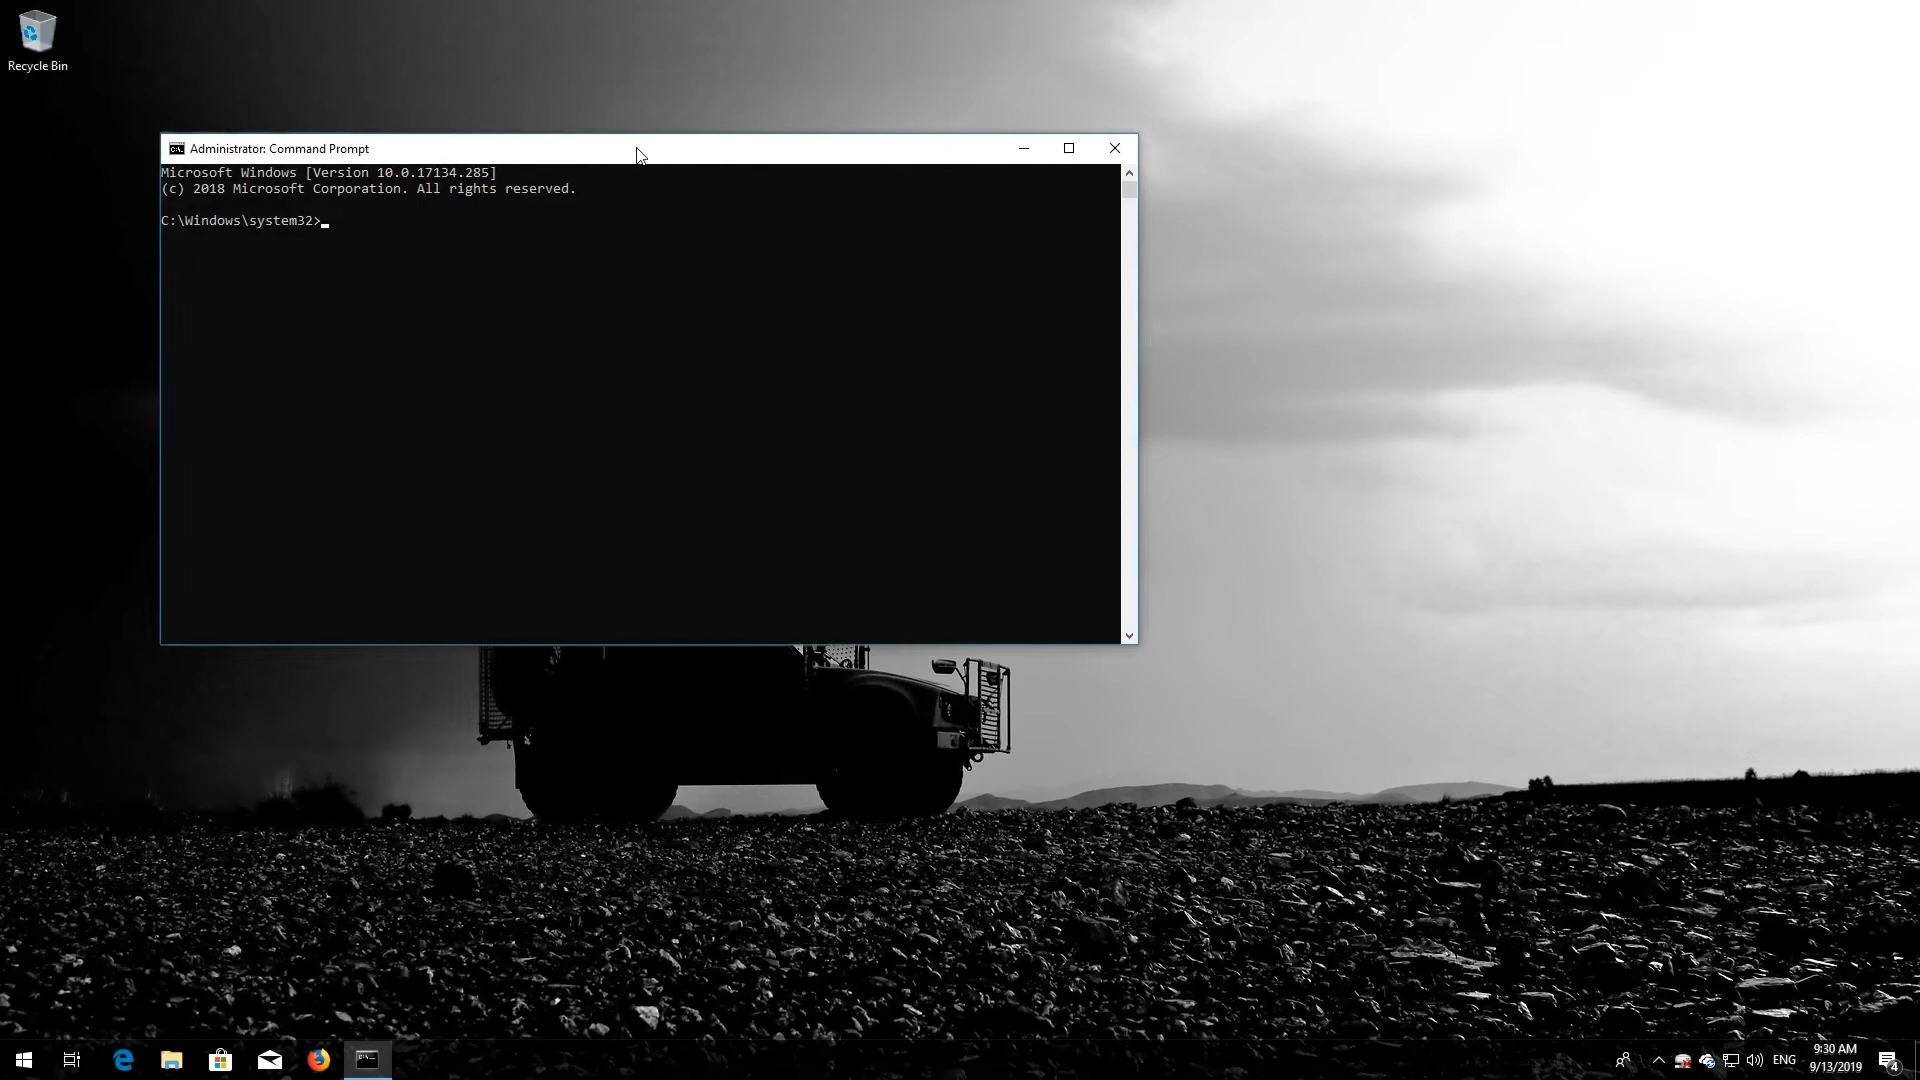 Recycle Bin
Administrator: Command Prompt
Microsoft Windows [Version 10.0.17134.285]
(c) 2018 Microsoft Corporation. All rights reserved.
C:\Windows\system32>
ENG
9:30 AM
9/13/2019
4